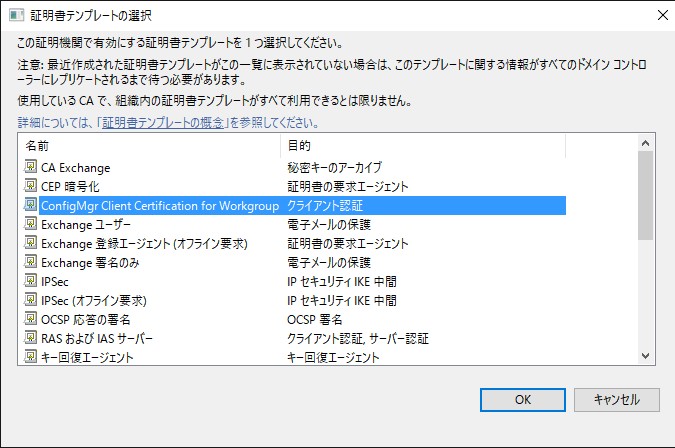 証明書テンプレートの選択
この証明機関で有効にする証明書テンプレートを1つ選択してください。
注意: 最近作成された証明書テンプレートがこの一覧に表示されていない場合は、このテンプレートに関する情報がすべてのドメイン コントロ
ーラーにレプリケートされるまで待つ必要があります。
使用している CA で、組織内の証明書テンプレートがすべて利用できるとは限りません。
詳細については、「証明書テンプレートの概念」を参照してください。
名前 目的
CA Exchange 秘密キーのアーカイブ
CEP 暗号化 証明書の要求エージェント
ConfigMgr Client Certification for Workgroup クライアント認証
Exchange ユーザー 電子メールの保護
Exchange 登録エージェント (オフライン要求) 証明書の要求エージェント
Exchange 署名のみ 電子メールの保護
IPSec IP セキュリティ IKE 中間
IPSec (オフライン要求) IP セキュリティ IKE 中間
OCSP 応答の署名 OCSP 署名
RAS および IAS サーバー クライアント認証, サーバー認証
キー回復エージェント キー回復エージェント
OK キャンセル